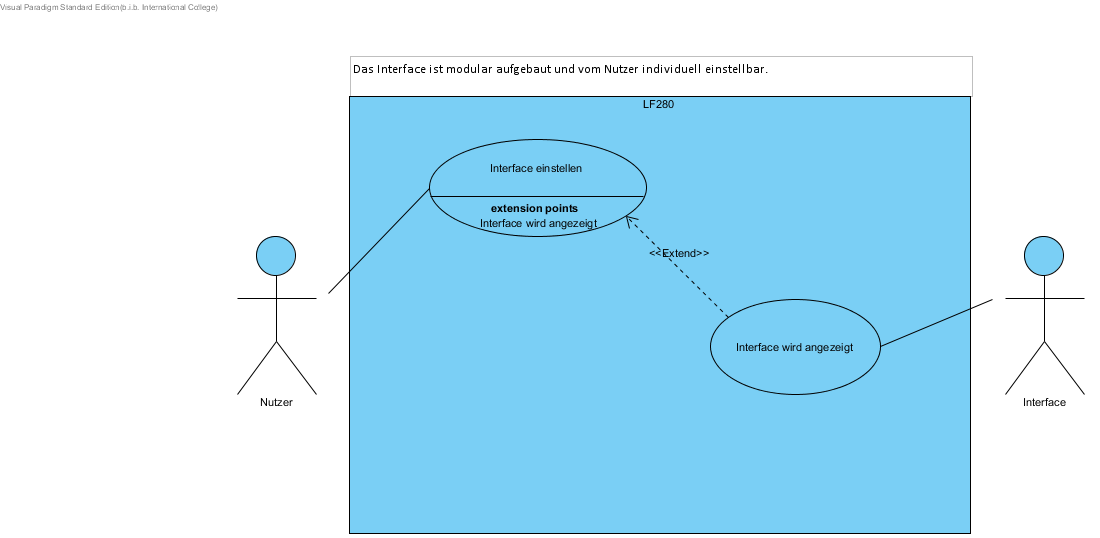 Visual Paradigm Standard Edition(b.i.b. International College)
Das Interface ist modular aufgebaut und vom Nutzer individuell einstellbar.
LF280
Interface einstellen
extension points
Interface wird angezeigt
<<Extend>>
Interface wird angezeigt
Nutzer
Interface